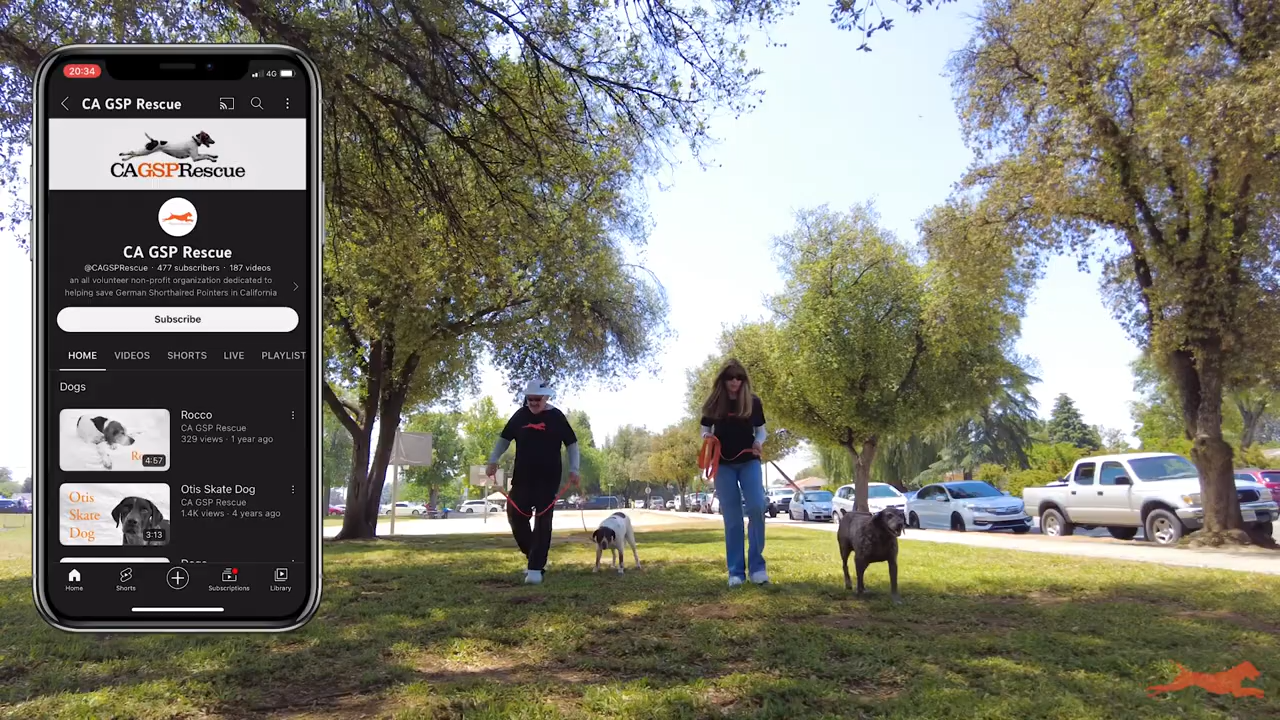 20:34
4G
CA GSP Rescue
CAGSPRescue
CA GSP Rescue
@CAGSPRescue · 477 subscribers · 187 videos
an all volunteer non-profit organization dedicated to
helping save German Shorthaired Pointers in California
Subscribe
HOME VIDEOS SHORTS LIVE PLAYLIST
Dogs
Rocco
CA GSP Rescue
329 views · 1 year ago
4:57
Otis
Skate
Dog
3:13
Otis Skate Dog
CA GSP Rescue
1.4K views · 4 years ago
Home Shorts Subscriptions Library